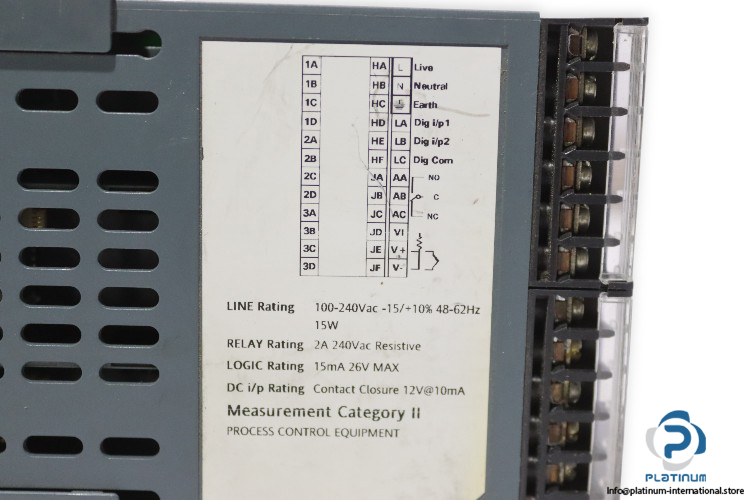 1A HA L Live
1B HB N Neutral
1C HC Earth
1D HD LA Dig i/p1
2A HE LB Dig i/p2
2B HF LC Dig Com
2C JA AA NO
2D JB AB C
3A JC AC NC
3B JD VI
3C JE V+
3D JF V-
LINE Rating 100-240Vac -15/+10% 48-62Hz
15W
RELAY Rating 2A 240Vac Resistive
LOGIC Rating 15mA 26V MAX
DC i/p Rating Contact Closure 12V@10mA
Measurement Category II
PROCESS CONTROL EQUIPMENT
PLATINUM
info@platinum-international.store